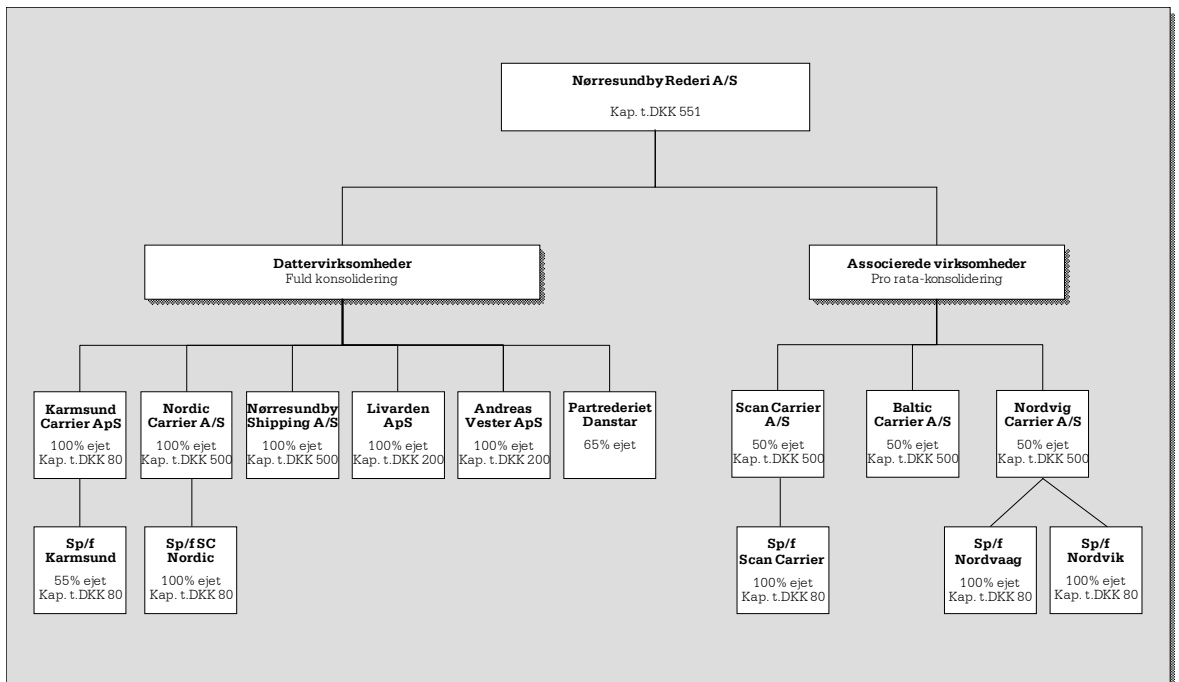 Nørresundby Rederi A/S
Kap. t.DKK 551
Dattervirksomheder
Fuld konsolidering
Associerede virksomheder
Pro rata-konsolidering
Karmsund
Carrier ApS
100% ejet
Kap. t.DKK 80
Nordic
Carrier A/S
100% ejet
Kap. t.DKK 500
Nørresundby
Shipping A/S
100% ejet
Kap. t.DKK 500
Livarden
ApS
100% ejet
Kap. t.DKK 200
Andreas
Vester ApS
100% ejet
Kap. t.DKK 200
Partrederiet
Danstar
65% ejet
Scan Carrier
A/S
50% ejet
Kap. t.DKK 500
Baltic
Carrier A/S
50% ejet
Kap. t.DKK 500
Nordvig
Carrier A/S
50% ejet
Kap. t.DKK 500
Sp/f
Karmsund
55% ejet
Kap. t.DKK 80
Sp/f SC
Nordic
100% ejet
Kap. t.DKK 80
Sp/f
Scan Carrier
100% ejet
Kap. t.DKK 80
Sp/f
Nordvaag
100% ejet
Kap. t.DKK 80
Sp/f
Nordvik
100% ejet
Kap. t.DKK 80